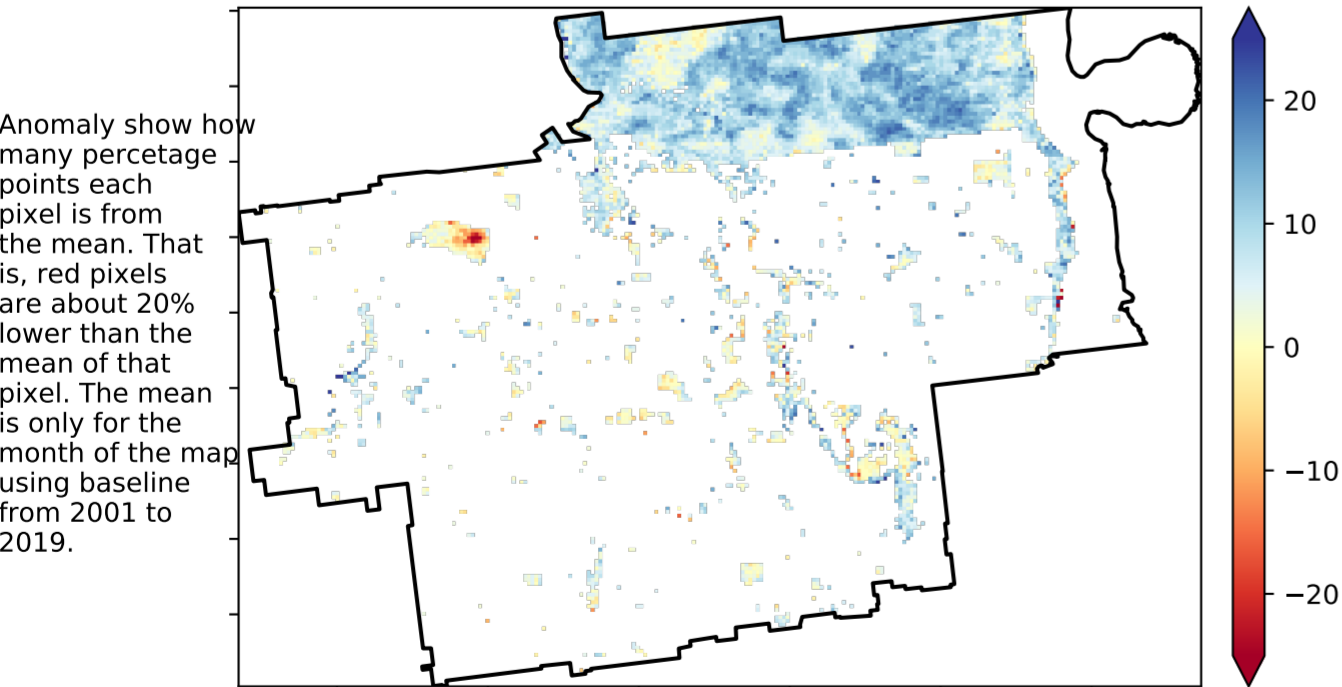 Anomaly show how
many percetage
points each
pixel is from
the mean. That
is, red pixels
are about 20%
lower than the
mean of that
pixel. The mean
is only for the
month of the map
using baseline
from 2001 to
2019.
20
10
0
−10
−20